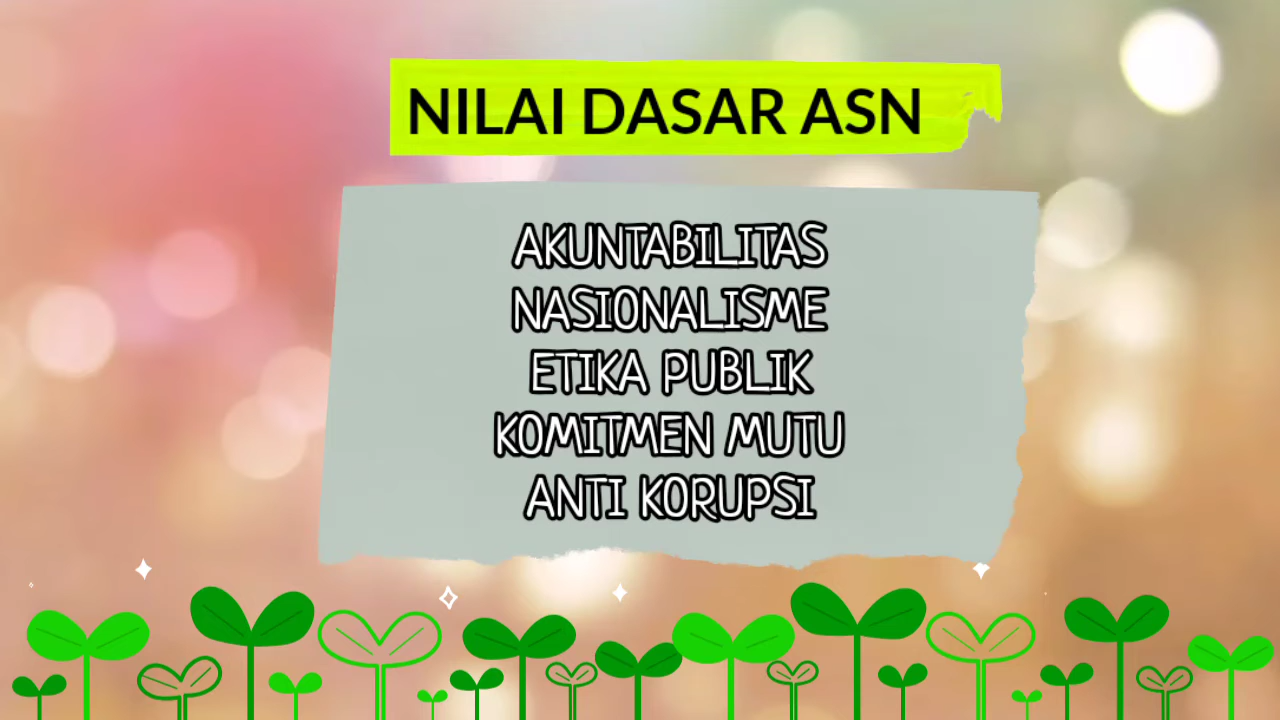 NILAI DASAR ASN
AKUNTABILITAS
NASIONALISME
ETIKA PUBLIK
KOMITMEN MUTU
ANTI KORUPSI